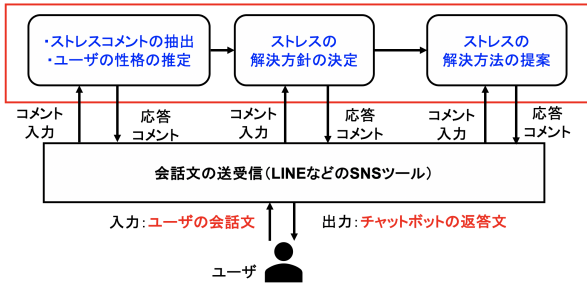 ・ストレスコメントの抽出
・ユーザの性格の推定
ストレスの
解決方針の決定
ストレスの
解決方法の提案
コメント
入力
応答
コメント
コメント
入力
応答
コメント
コメント
入力
応答
コメント
会話文の送受信（LINEなどのSNSツール）
入力：ユーザの会話文
出力：チャットボットの返答文
ユーザ